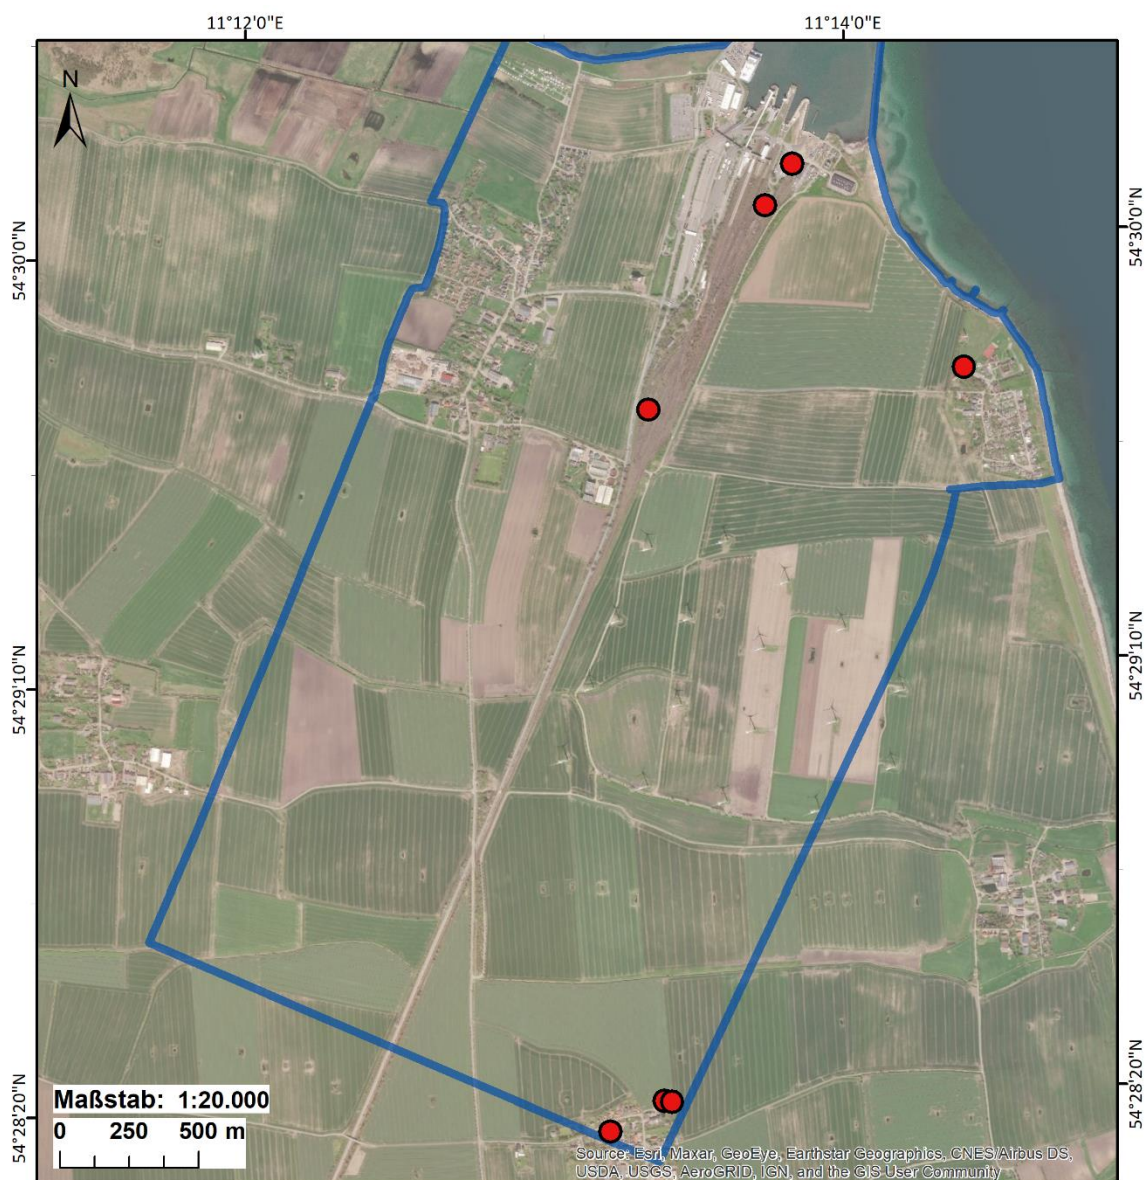 11°12'0"E
11°14'0"E
N
54°30'0"N
54°30'0"N
54°29'10"N
54°29'10"N
54°28'20"N
54°28'20"N
Maßstab: 1:20.000
0 250 500 m
Source: Esri, Maxar, GeoEye, Earthstar Geographics, CNES/Airbus DS,
USDA, USGS, AeroGRID, IGN, and the GIS User Community